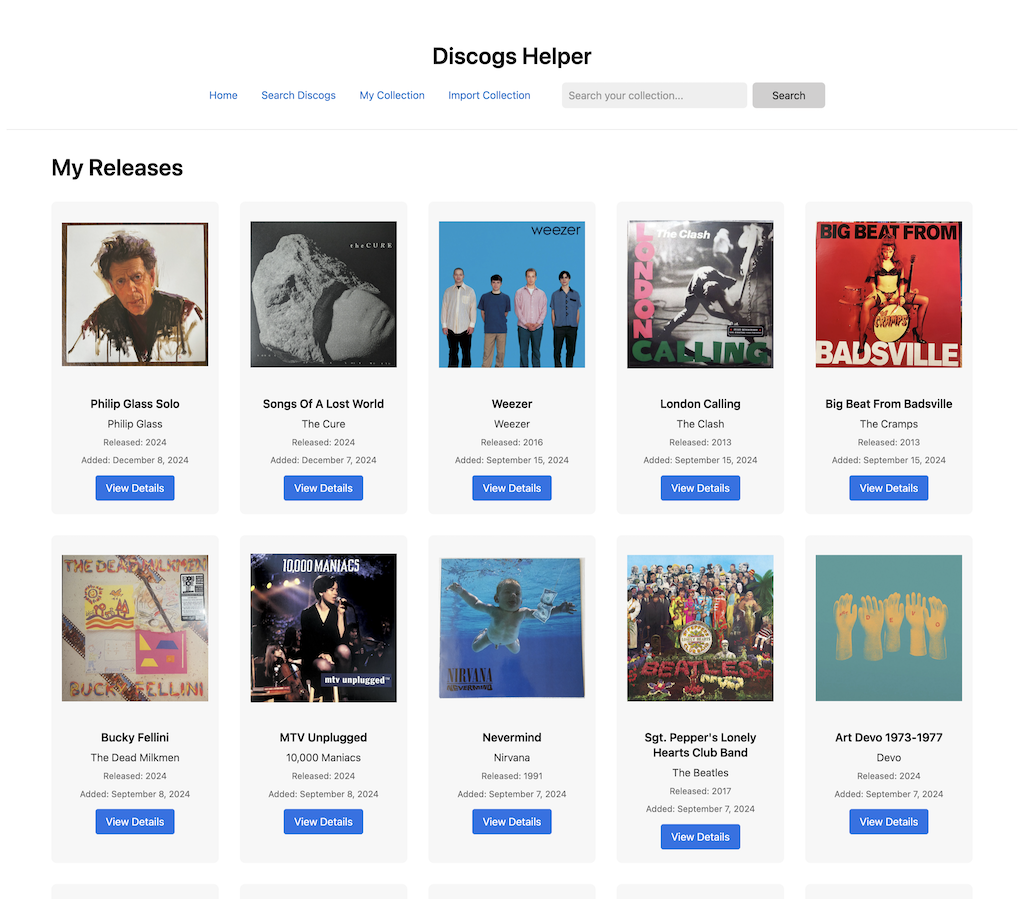 Discogs Helper
Home Search Discogs My Collection Import Collection Search your collection... Search
My Releases
the CURE
weezer
The Clash
LONDON
CALLING
BIG BEAT FROM
THE CRAMPS
BADSVILLE
Philip Glass Solo
Philip Glass
Released: 2024
Added: December 8, 2024
View Details
Songs Of A Lost World
The Cure
Released: 2024
Added: December 7, 2024
View Details
Weezer
Weezer
Released: 2016
Added: September 15, 2024
View Details
London Calling
The Clash
Released: 2013
Added: September 15, 2024
View Details
Big Beat From Badsville
The Cramps
Released: 2013
Added: September 15, 2024
View Details
THE DEAD MILKMEN
BUCKY FELLINI
10,000 MANIACS
mtv unplugged™
NIRVANA
NEVERMIND
LONELY HEARTS
BEATLES
DEVO
Bucky Fellini
The Dead Milkmen
Released: 2024
Added: September 8, 2024
View Details
MTV Unplugged
10,000 Maniacs
Released: 2024
Added: September 8, 2024
View Details
Nevermind
Nirvana
Released: 1991
Added: September 7, 2024
View Details
Sgt. Pepper's Lonely
Hearts Club Band
The Beatles
Released: 2017
Added: September 7, 2024
View Details
Art Devo 1973-1977
Devo
Released: 2024
Added: September 7, 2024
View Details